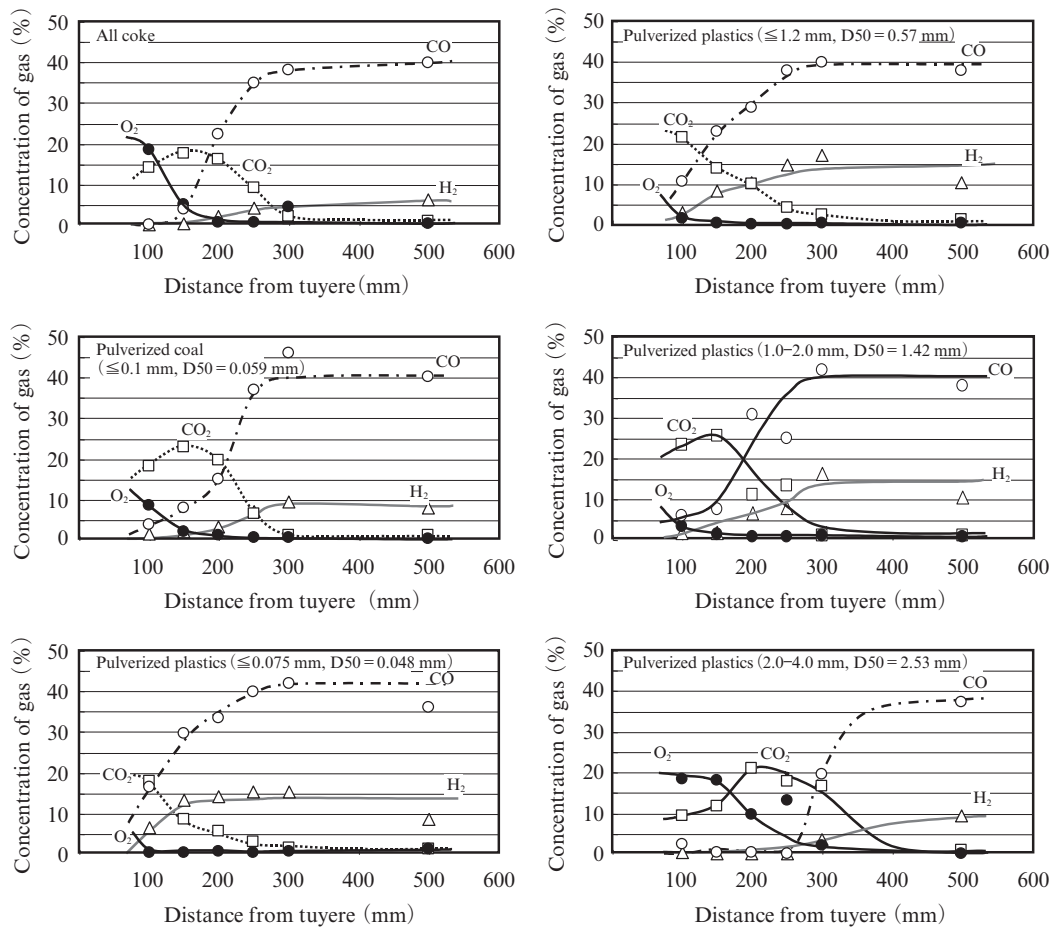 All coke
Concentration of gas (%)
50
40
30
20
10
0
CO
O₂
CO₂
H₂
100 200 300 400 500 600
Distance from tuyere (mm)
Pulverized plastics (≦1.2 mm, D50=0.57 mm)
Concentration of gas (%)
50
40
30
20
10
0
CO
CO₂
O₂
H₂
100 200 300 400 500 600
Distance from tuyere (mm)
Pulverized coal
(≦0.1 mm, D50=0.059 mm)
Concentration of gas (%)
50
40
30
20
10
0
CO
CO₂
O₂
H₂
100 200 300 400 500 600
Distance from tuyere (mm)
Pulverized plastics (1.0–2.0 mm, D50=1.42 mm)
Concentration of gas (%)
50
40
30
20
10
0
CO
CO₂
O₂
H₂
100 200 300 400 500 600
Distance from tuyere (mm)
Pulverized plastics (≦0.075 mm, D50=0.048 mm)
Concentration of gas (%)
50
40
30
20
10
0
CO
CO₂
H₂
O₂
100 200 300 400 500 600
Distance from tuyere (mm)
Pulverized plastics (2.0–4.0 mm, D50=2.53 mm)
Concentration of gas (%)
50
40
30
20
10
0
CO
O₂
CO₂
H₂
100 200 300 400 500 600
Distance from tuyere (mm)